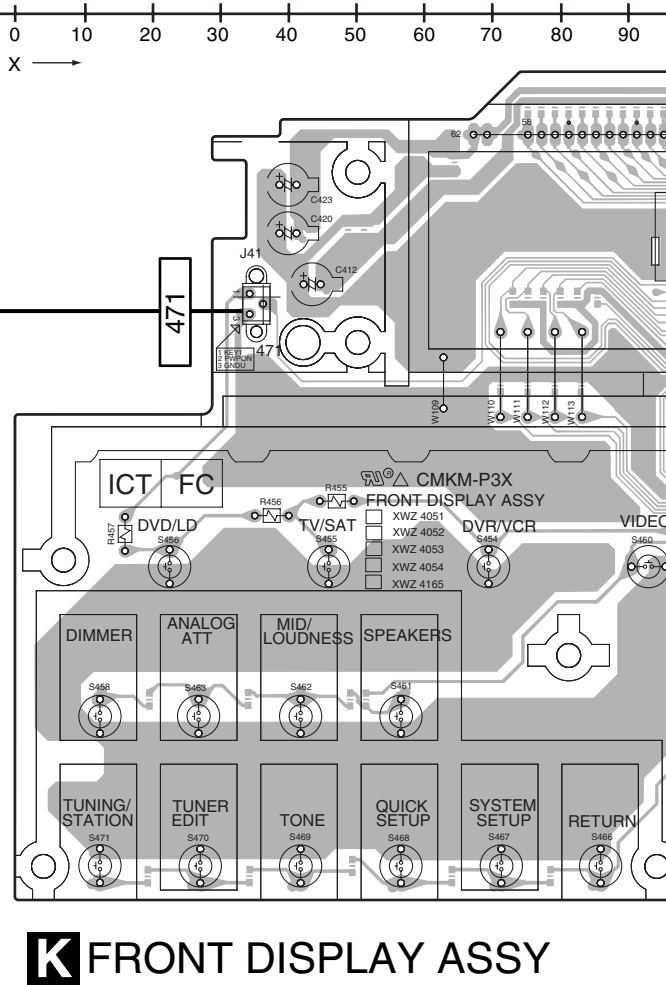 0 10 20 30 40 50 60 70 80 90
X
62 58
C423
C420
J41
C412
471
1
3
471
1 KEY1
2 PWPON
3 GNDU
W109 W110 W111 W112 W113
ICT FC
CMKM-P3X
FRONT DISPLAY ASSY
R455
R456
R457
XWZ 4051
XWZ 4052
XWZ 4053
XWZ 4054
XWZ 4165
DVD/LD TV/SAT DVR/VCR VIDEO
S456 S455 S454 S460
DIMMER
ANALOG
ATT
MID/
LOUDNESS
SPEAKERS
S458 S463 S462 S461
TUNING/
STATION
TUNER
EDIT
TONE
QUICK
SETUP
SYSTEM
SETUP
RETURN
S471 S470 S469 S468 S467 S466
K FRONT DISPLAY ASSY